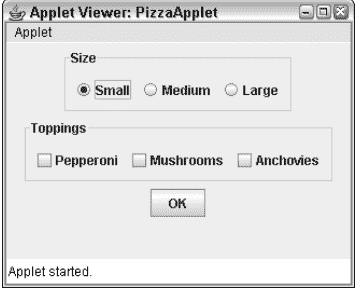 Applet Viewer: PizzaApplet
Applet
Size
Small Medium Large
Toppings
Pepperoni Mushrooms Anchovies
OK
Applet started.